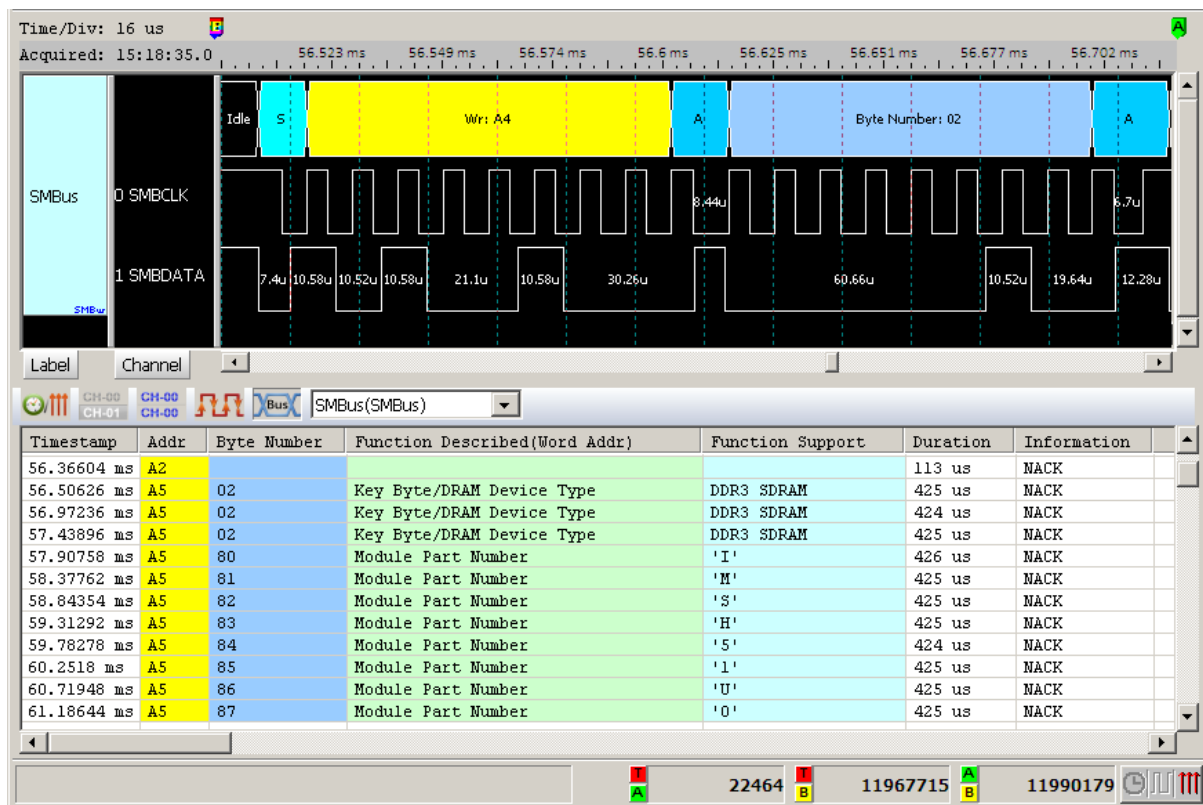 Time/Div: 16 us B A
Acquired: 15:18:35.0 56.523 ms 56.549 ms 56.574 ms 56.6 ms 56.625 ms 56.651 ms 56.677 ms 56.702 ms
Idle S Wr: A4 A Byte Number: 02 A
SMBus 0 SMBCLK 8.44u 6.7u
1 SMBDATA 7.4u 10.58u 10.52u 10.58u 21.1u 10.58u 30.26u 60.66u 10.52u 19.64u 12.28u
Label Channel
CH-00 CH-01 CH-00 CH-00 Bus SMBus(SMBus)
Timestamp Addr Byte Number Function Described(Word Addr) Function Support Duration Information
56.36604 ms A2 113 us NACK
56.50626 ms A5 02 Key Byte/DRAM Device Type DDR3 SDRAM 425 us NACK
56.97236 ms A5 02 Key Byte/DRAM Device Type DDR3 SDRAM 424 us NACK
57.43896 ms A5 02 Key Byte/DRAM Device Type DDR3 SDRAM 425 us NACK
57.90758 ms A5 80 Module Part Number 'I' 426 us NACK
58.37762 ms A5 81 Module Part Number 'M' 425 us NACK
58.84354 ms A5 82 Module Part Number 'S' 425 us NACK
59.31292 ms A5 83 Module Part Number 'H' 425 us NACK
59.78278 ms A5 84 Module Part Number '5' 424 us NACK
60.2518 ms A5 85 Module Part Number '1' 425 us NACK
60.71948 ms A5 86 Module Part Number 'U' 425 us NACK
61.18644 ms A5 87 Module Part Number '0' 425 us NACK
T A 22464 T B 11967715 A B 11990179